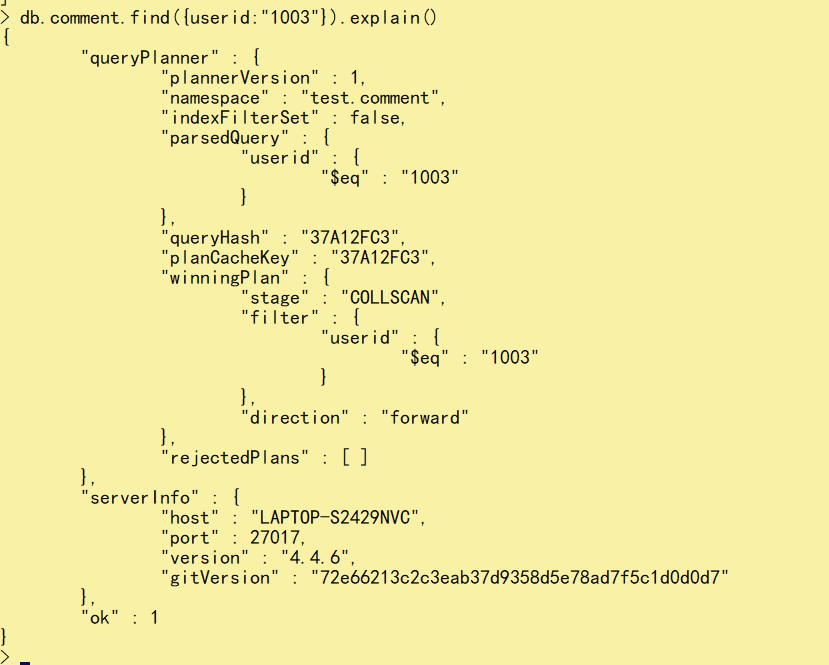 > db.comment.find({userid:"1003"}).explain()
{
        "queryPlanner" : {
                "plannerVersion" : 1,
                "namespace" : "test.comment",
                "indexFilterSet" : false,
                "parsedQuery" : {
                        "userid" : {
                                "$eq" : "1003"
                        }
                },
                "queryHash" : "37A12FC3",
                "planCacheKey" : "37A12FC3",
                "winningPlan" : {
                        "stage" : "COLLSCAN",
                        "filter" : {
                                "userid" : {
                                        "$eq" : "1003"
                                }
                        },
                        "direction" : "forward"
                },
                "rejectedPlans" : [ ]
        },
        "serverInfo" : {
                "host" : "LAPTOP-S2429NVC",
                "port" : 27017,
                "version" : "4.4.6",
                "gitVersion" : "72e66213c2c3eab37d9358d5e78ad7f5c1d0d0d7"
        },
        "ok" : 1
}
>